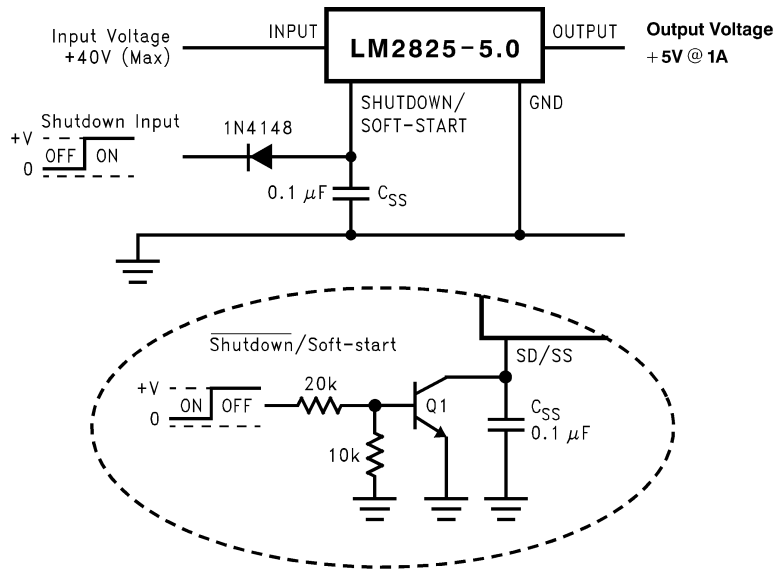 Input Voltage
+40V (Max)
INPUT
LM2825-5.0
OUTPUT
Output Voltage
+5V @ 1A
SHUTDOWN/
SOFT-START
GND
Shutdown Input
+V
OFF
ON
0
1N4148
0.1 μF
CSS
Shutdown/Soft-start
SD/SS
+V
ON
OFF
0
20k
Q1
10k
CSS
0.1 μF